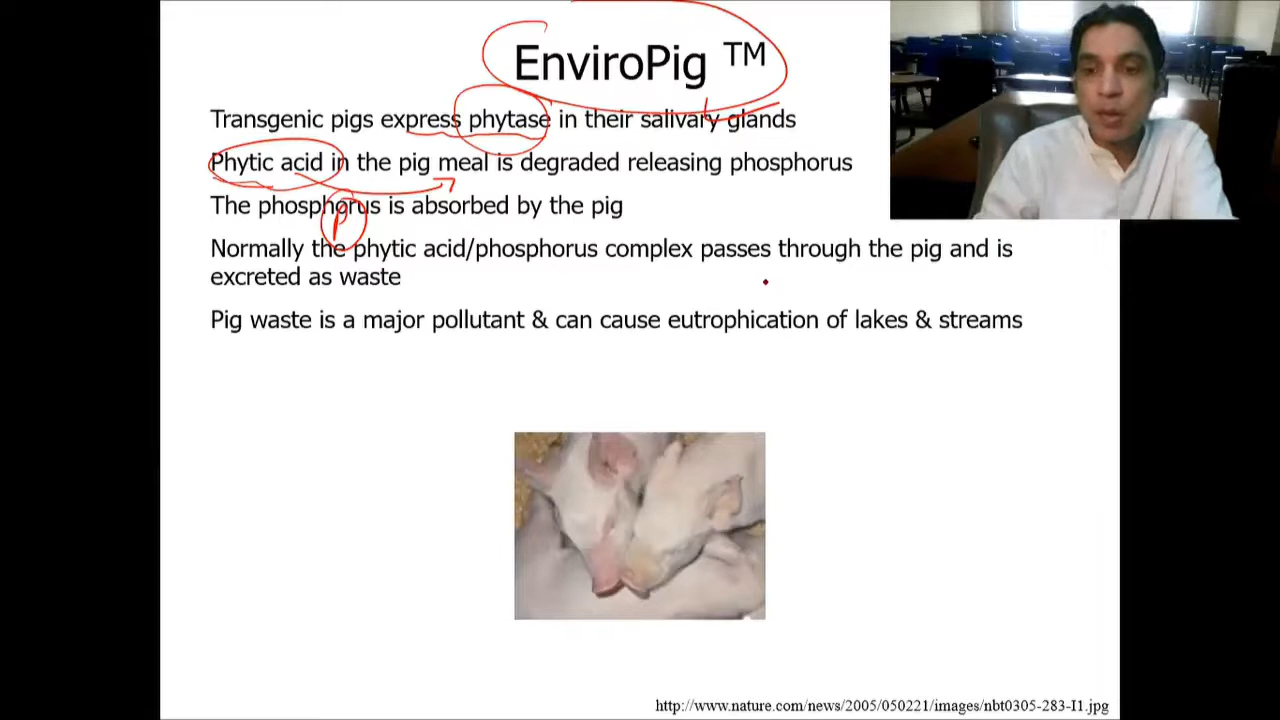 EnviroPig ™
Transgenic pigs express phytase in their salivary glands
Phytic acid in the pig meal is degraded releasing phosphorus
The phosphorus is absorbed by the pig
P
Normally the phytic acid/phosphorus complex passes through the pig and is
excreted as waste
Pig waste is a major pollutant & can cause eutrophication of lakes & streams
http://www.nature.com/news/2005/050221/images/nbt0305-283-I1.jpg